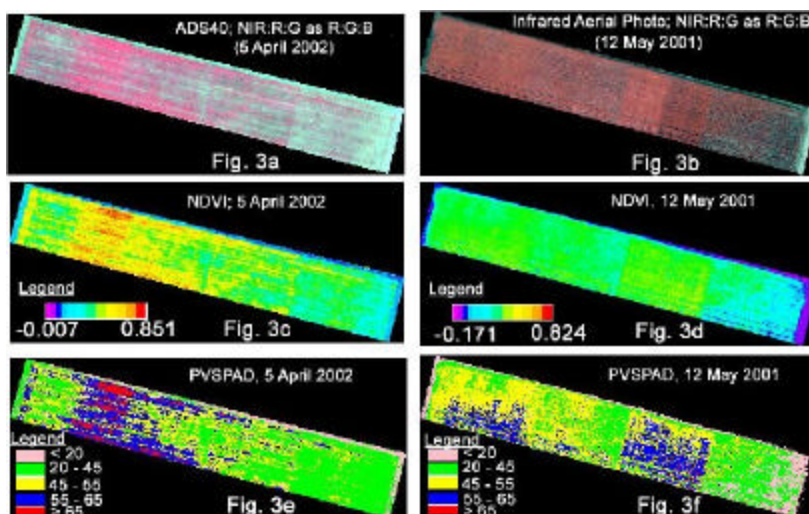 ADS40; NIR:R:G as R:G:B
(5 April 2002)
Fig. 3a
Infrared Aerial Photo; NIR:R:G as R:G:B
(12 May 2001)
Fig. 3b
NDVI; 5 April 2002
Legend
-0.007 0.851
Fig. 3c
NDVI, 12 May 2001
Legend
-0.171 0.824
Fig. 3d
PVSPAD, 5 April 2002
Legend
< 20
20 - 45
45 - 55
55 - 65
> 65
Fig. 3e
PVSPAD, 12 May 2001
Legend
< 20
20 - 45
45 - 55
55 - 65
> 65
Fig. 3f